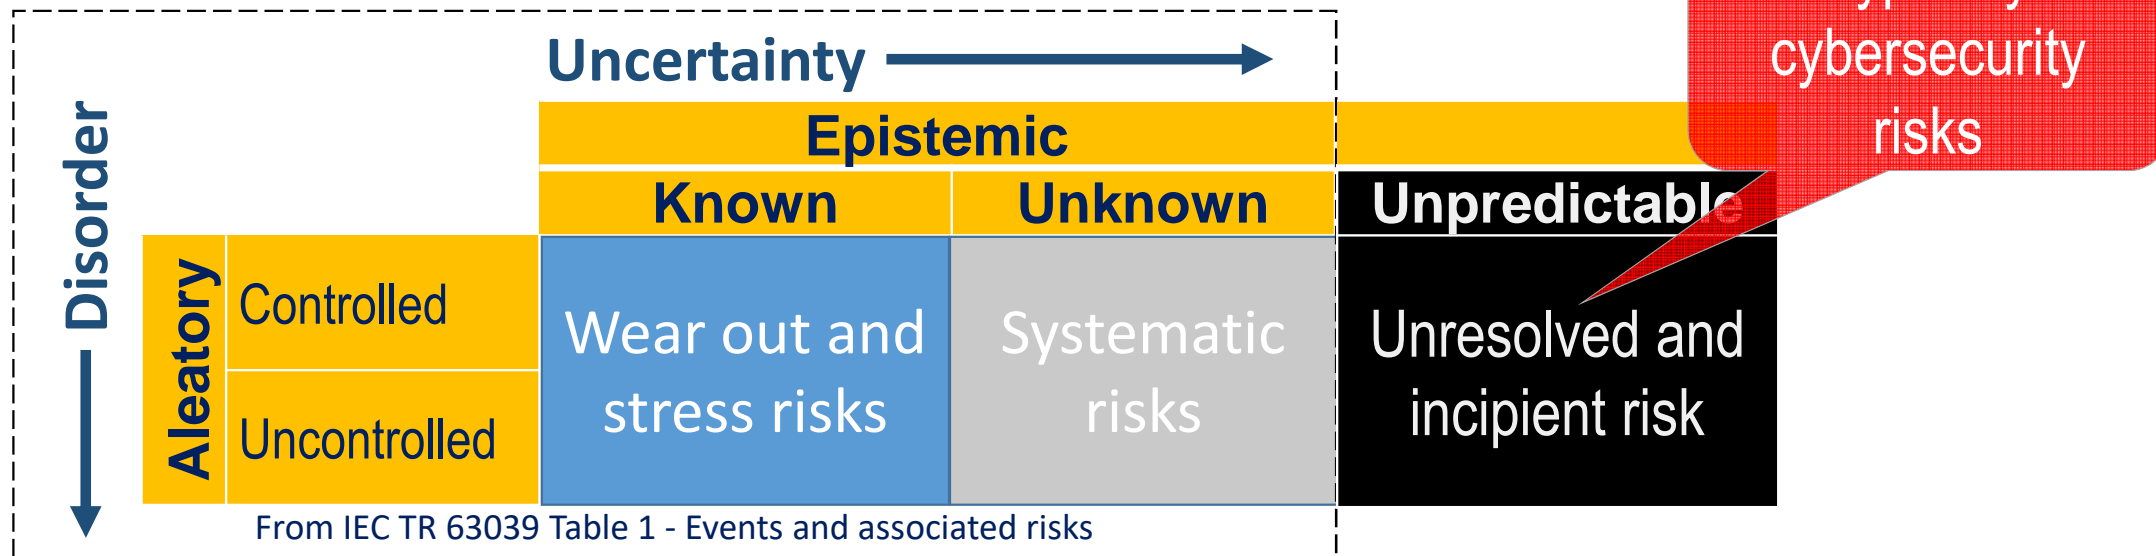 cybersecurity
risks
Uncertainty
Disorder
Epistemic
Known
Unknown
Unpredictable
Aleatory
Controlled
Uncontrolled
Wear out and
stress risks
Systematic
risks
Unresolved and
incipient risk
From IEC TR 63039 Table 1 - Events and associated risks